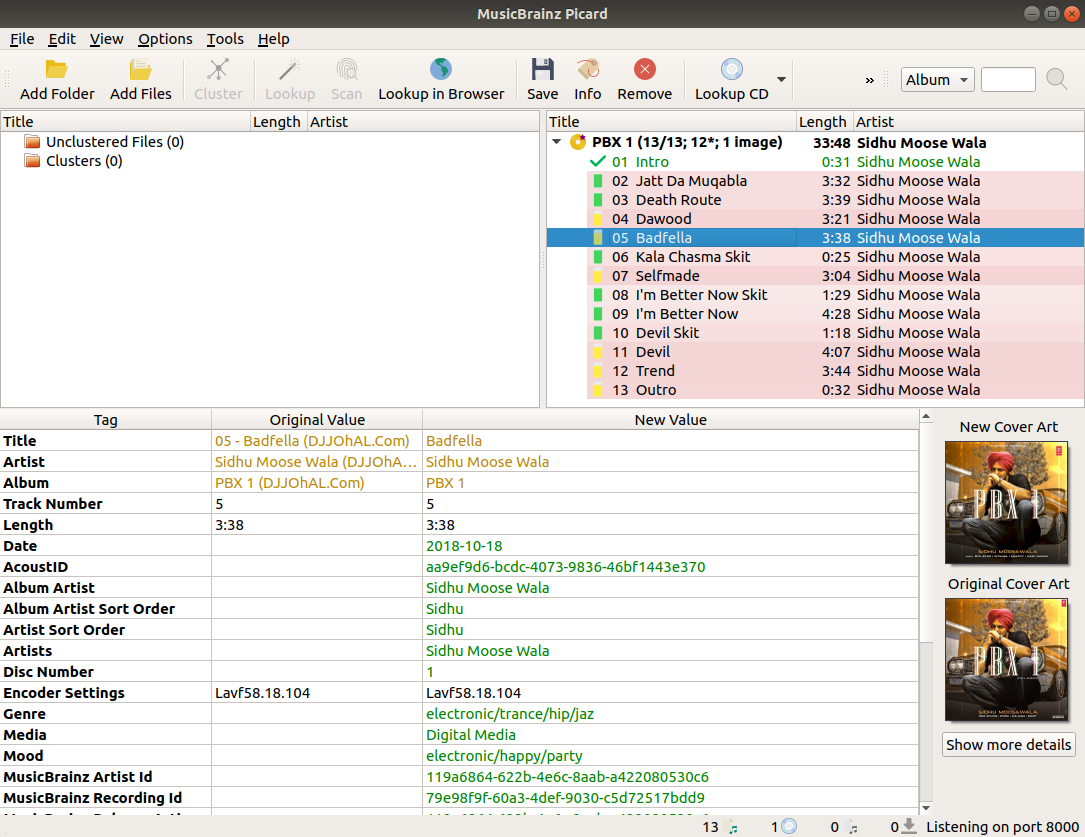 MusicBrainz Picard
File Edit View Options Tools Help
Add Folder Add Files Cluster Lookup Scan Lookup in Browser Save Info Remove Lookup CD » Album
Title Length Artist
Unclustered Files (0)
Clusters (0)
Title Length Artist
PBX 1 (13/13; 12*; 1 image) 33:48 Sidhu Moose Wala
01 Intro 0:31 Sidhu Moose Wala
02 Jatt Da Muqabla 3:32 Sidhu Moose Wala
03 Death Route 3:39 Sidhu Moose Wala
04 Dawood 3:21 Sidhu Moose Wala
05 Badfella 3:38 Sidhu Moose Wala
06 Kala Chasma Skit 0:25 Sidhu Moose Wala
07 Selfmade 3:04 Sidhu Moose Wala
08 I'm Better Now Skit 1:29 Sidhu Moose Wala
09 I'm Better Now 4:28 Sidhu Moose Wala
10 Devil Skit 1:18 Sidhu Moose Wala
11 Devil 4:07 Sidhu Moose Wala
12 Trend 3:44 Sidhu Moose Wala
13 Outro 0:32 Sidhu Moose Wala
Tag Original Value New Value
Title 05 - Badfella (DJJOhAL.Com) Badfella
Artist Sidhu Moose Wala (DJJOhA... Sidhu Moose Wala
Album PBX 1 (DJJOhAL.Com) PBX 1
Track Number 5 5
Length 3:38 3:38
Date 2018-10-18
AcoustID aa9ef9d6-bcdc-4073-9836-46bf1443e370
Album Artist Sidhu Moose Wala
Album Artist Sort Order Sidhu
Artist Sort Order Sidhu
Artists Sidhu Moose Wala
Disc Number 1
Encoder Settings Lavf58.18.104 Lavf58.18.104
Genre electronic/trance/hip/jaz
Media Digital Media
Mood electronic/happy/party
MusicBrainz Artist Id 119a6864-622b-4e6c-8aab-a422080530c6
MusicBrainz Recording Id 79e98f9f-60a3-4def-9030-c5d72517bdd9
New Cover Art
PBX 1
SIDHU MOOSEWALA
Original Cover Art
PBX 1
SIDHU MOOSEWALA
Show more details
13 1 0 0 Listening on port 8000